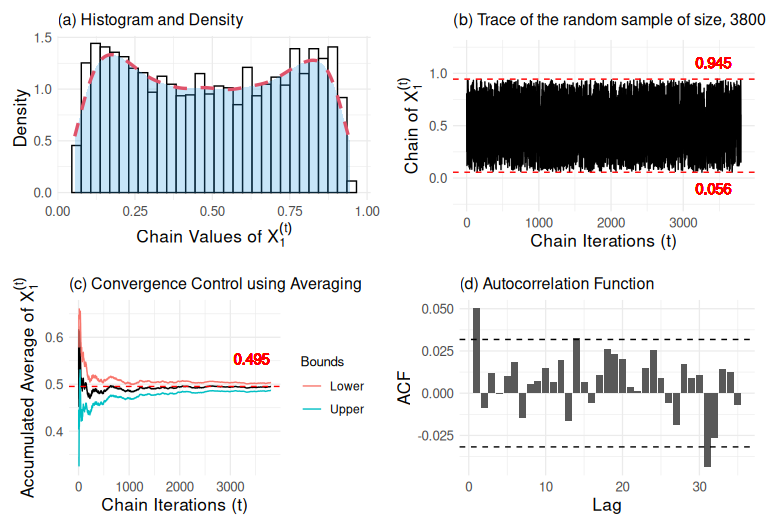 (a) Histogram and Density
1.5
1.0
0.5
0.0
Density
0.00 0.25 0.50 0.75 1.00
Chain Values of X₁⁽ᵗ⁾
(b) Trace of the random sample of size, 3800
0.945
1.0
0.5
0.0
Chain of X₁⁽ᵗ⁾
0.056
0 1000 2000 3000
Chain Iterations (t)
(c) Convergence Control using Averaging
0.6
0.5
0.4
Accumulated Average of X₁⁽ᵗ⁾
0.495
Bounds
Lower
Upper
0 1000 2000 3000
Chain Iterations (t)
(d) Autocorrelation Function
0.050
0.025
0.000
-0.025
ACF
0 10 20 30
Lag